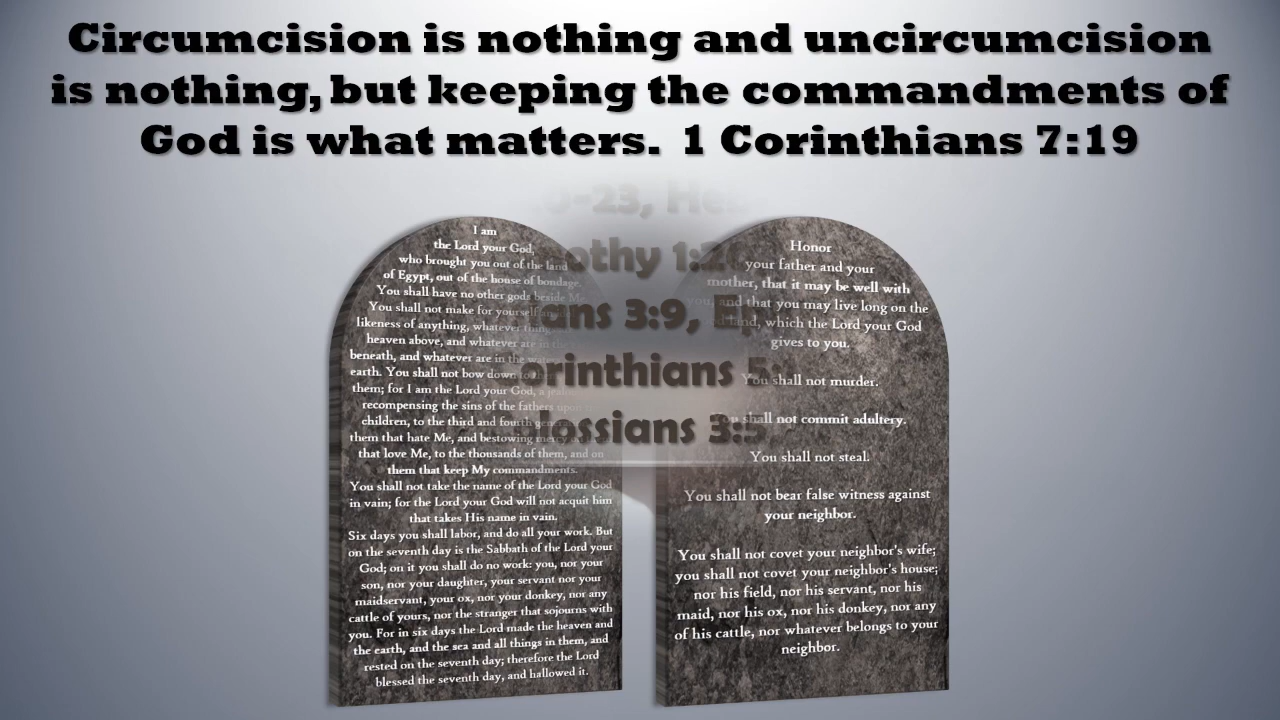 Circumcision is nothing and uncircumcision
is nothing, but keeping the commandments of
God is what matters. 1 Corinthians 7:19
I am
the Lord your God,
who brought you out of the land
of Egypt, out of the house of bondage.
You shall have no other gods beside Me.
You shall not make for yourself
likeness of anything, whatever
heaven above, and whatever are in the
beneath, and whatever are in the
earth. You shall not bow down
them; for I am the Lord your God, a
recompensing the sins of the fathers
children, to the third and fourth
them that hate Me, and bestowing mercy on
that love Me, to the thousands of them, and on
them that keep My commandments.
You shall not take the name of the Lord your God
in vain; for the Lord your God will not acquit him
that takes His name in vain.
Six days you shall labor, and do all your work. But
on the seventh day is the Sabbath of the Lord your
God; on it you shall do no work: you, nor your
son, nor your daughter, your servant nor your
maidservant, your ox, nor your donkey, nor any
cattle of yours, nor the stranger that sojourns with
you. For in six days the Lord made the heaven and
the earth, and the sea and all things in them, and
rested on the seventh day; therefore the Lord
blessed the seventh day, and hallowed it.
Honor
your father and your
mother, that it may be well with
you, and that you may live long on the
land, which the Lord your God
gives to you.
You shall not murder.
You shall not commit adultery.
You shall not steal.
You shall not bear false witness against
your neighbor.
You shall not covet your neighbor's wife;
you shall not covet your neighbor's house;
nor his field, nor his servant, nor his
maid, nor his ox, nor his donkey, nor any
of his cattle, nor whatever belongs to your
neighbor.